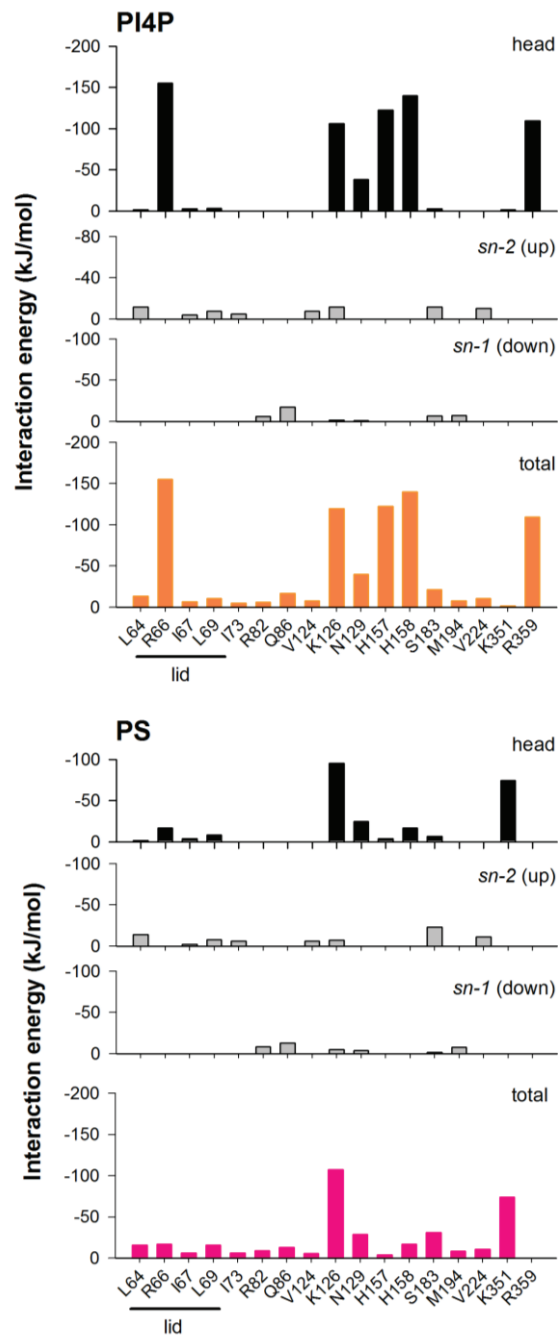 PI4P
head
-200
-150
-100
-50
0
sn-2 (up)
-80
-40
0
sn-1 (down)
-100
-50
0
total
-200
-150
-100
-50
0
Interaction energy (kJ/mol)
L64 R66 I67 L69 I73 R82 Q86 V124 K126 N129 H157 H158 S183 M194 V224 K351 R359
lid
PS
head
-100
-50
0
sn-2 (up)
-100
-50
0
sn-1 (down)
-100
-50
0
total
-200
-150
-100
-50
0
Interaction energy (kJ/mol)
L64 R66 I67 L69 I73 R82 Q86 V124 K126 N129 H157 H158 S183 M194 V224 K351 R359
lid